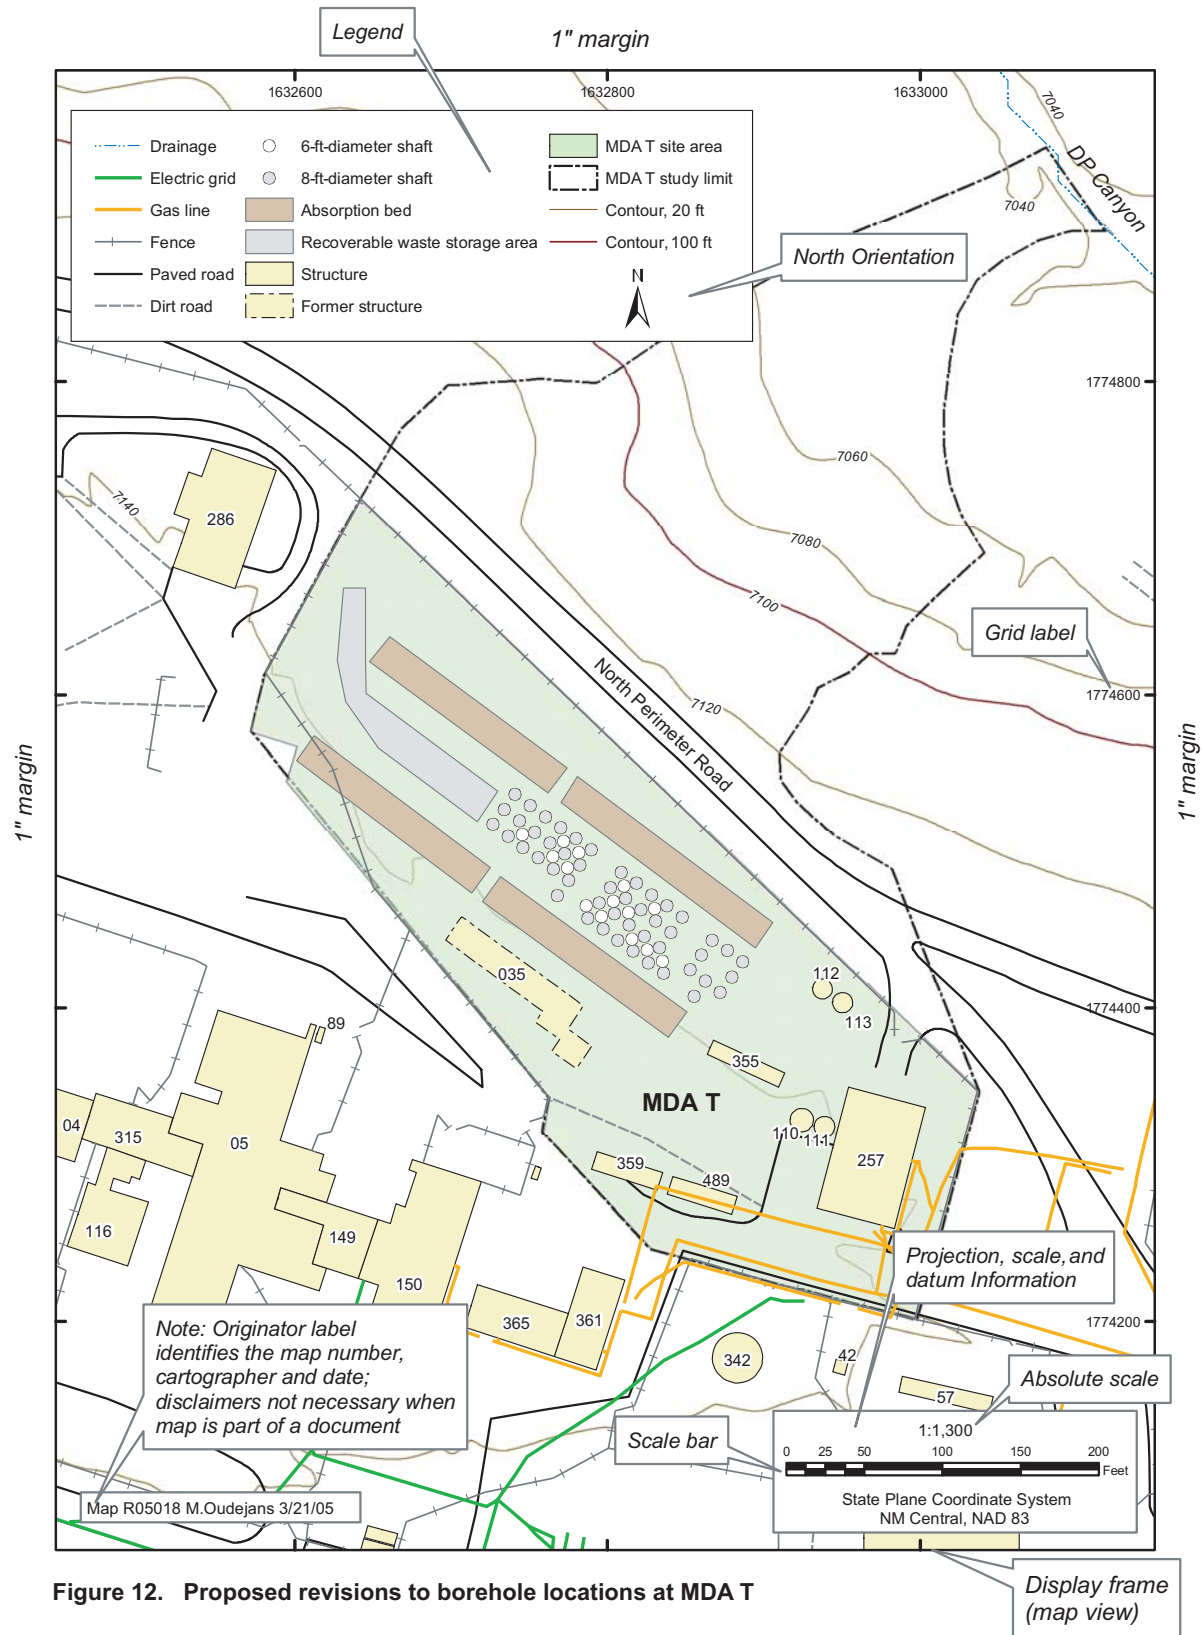 Legend
1" margin
1632600
1632800
1633000
Drainage
Electric grid
Gas line
Fence
Paved road
Dirt road
6-ft-diameter shaft
8-ft-diameter shaft
Absorption bed
Recoverable waste storage area
Structure
Former structure
MDA T site area
MDA T study limit
Contour, 20 ft
Contour, 100 ft
N
7040
DP Canyon
7040
North Orientation
1774800
7060
7140
286
7080
7100
Grid label
1774600
North Perimeter Road
7120
1" margin
1" margin
035
112
113
1774400
89
355
MDA T
04
315
05
110
111
257
359
489
116
149
150
Projection, scale, and
datum Information
365
361
1774200
Note: Originator label
identifies the map number,
cartographer and date;
disclaimers not necessary when
map is part of a document
342
42
57
Absolute scale
Scale bar
1:1,300
0 25 50 100 150 200
Feet
State Plane Coordinate System
NM Central, NAD 83
Map R05018 M.Oudejans 3/21/05
Display frame
(map view)
Figure 12. Proposed revisions to borehole locations at MDA T